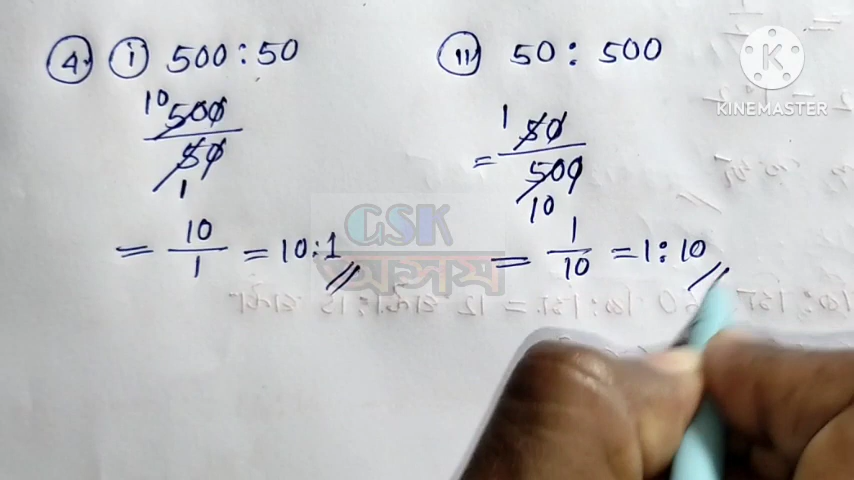 4. i 500 : 50
10 500
50 1
= 10/1 = 10:1
ii 50 : 500
= 1 50
500 10
= 1/10 = 1:10
KINEMASTER
GSK
অসম